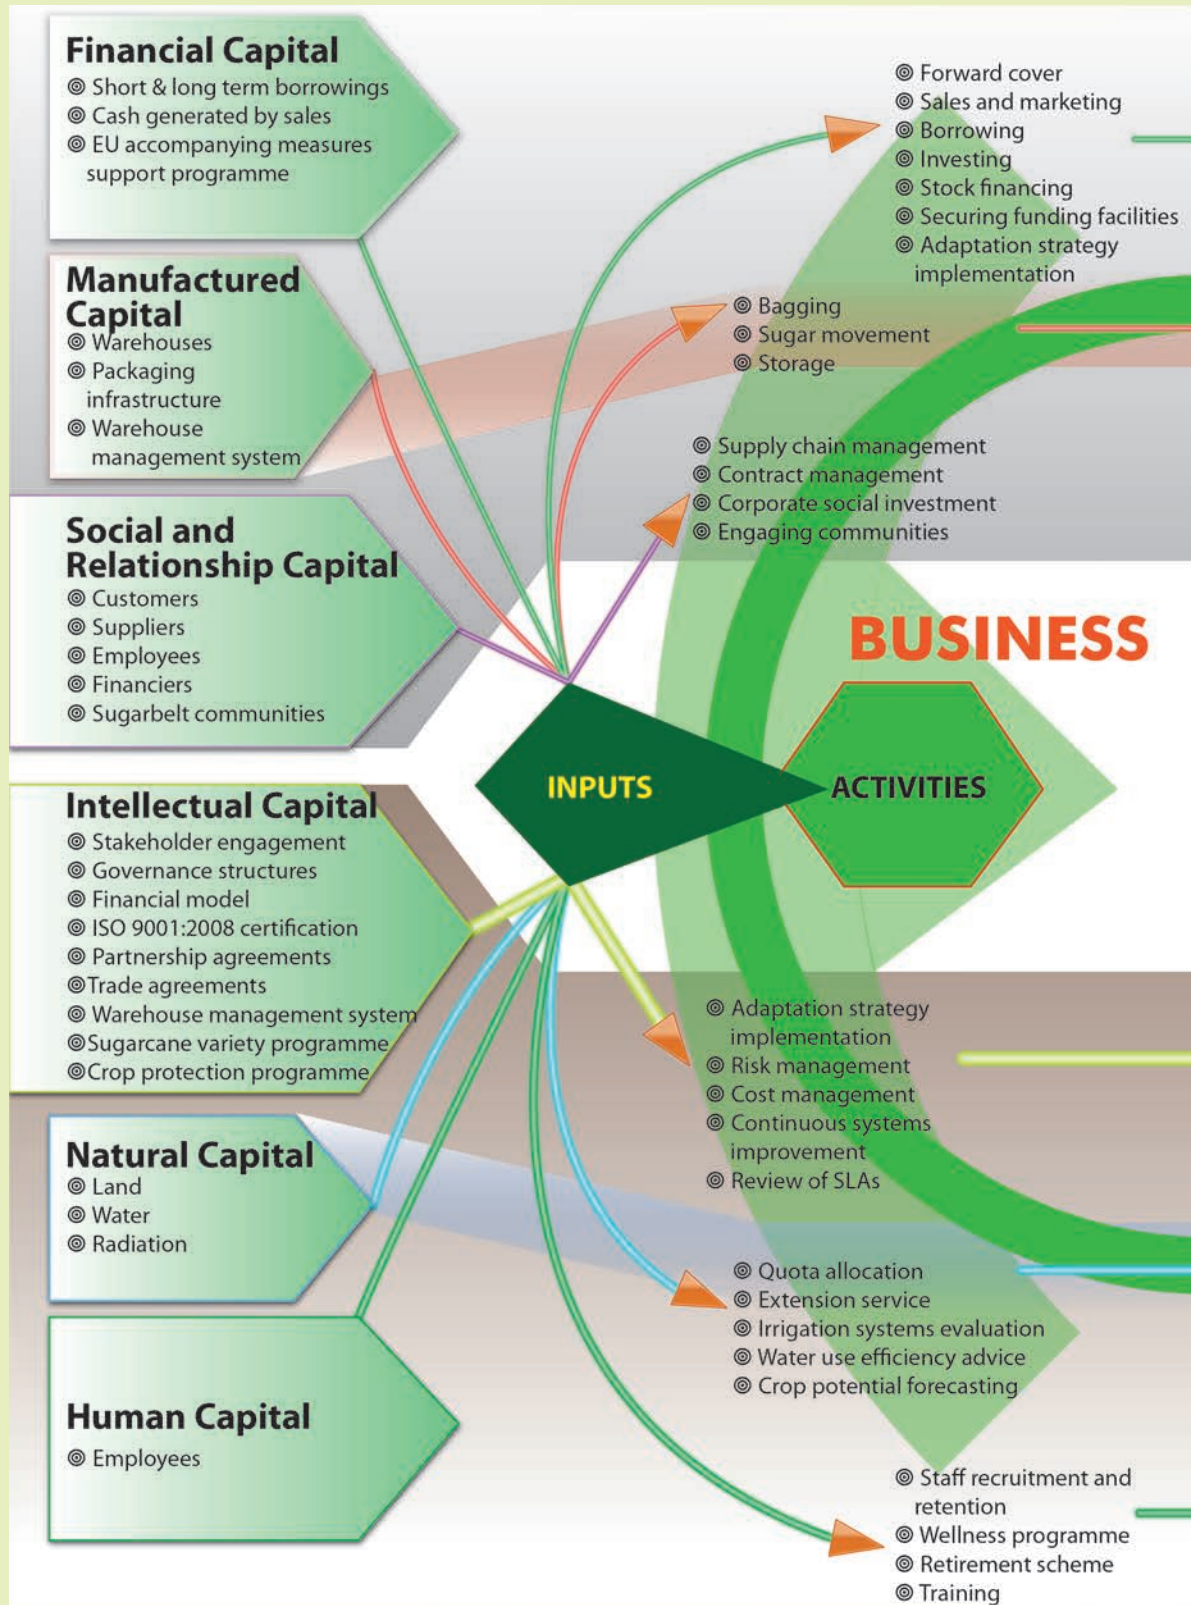 Financial Capital
◎ Short & long term borrowings
◎ Cash generated by sales
◎ EU accompanying measures
support programme
Manufactured
Capital
◎ Warehouses
◎ Packaging
infrastructure
◎ Warehouse
management system
Social and
Relationship Capital
◎ Customers
◎ Suppliers
◎ Employees
◎ Financiers
◎ Sugarbelt communities
Intellectual Capital
◎ Stakeholder engagement
◎ Governance structures
◎ Financial model
◎ ISO 9001:2008 certification
◎ Partnership agreements
◎Trade agreements
◎ Warehouse management system
◎Sugarcane variety programme
◎Crop protection programme
Natural Capital
◎ Land
◎ Water
◎ Radiation
Human Capital
◎ Employees
INPUTS
◎ Forward cover
◎ Sales and marketing
◎ Borrowing
◎ Investing
◎ Stock financing
◎ Securing funding facilities
◎ Adaptation strategy
implementation
◎ Bagging
◎ Sugar movement
◎ Storage
◎ Supply chain management
◎ Contract management
◎ Corporate social investment
◎ Engaging communities
BUSINESS
ACTIVITIES
◎ Adaptation strategy
implementation
◎ Risk management
◎ Cost management
◎ Continuous systems
improvement
◎ Review of SLAs
◎ Quota allocation
◎ Extension service
◎ Irrigation systems evaluation
◎ Water use efficiency advice
◎ Crop potential forecasting
◎ Staff recruitment and
retention
◎ Wellness programme
◎ Retirement scheme
◎ Training